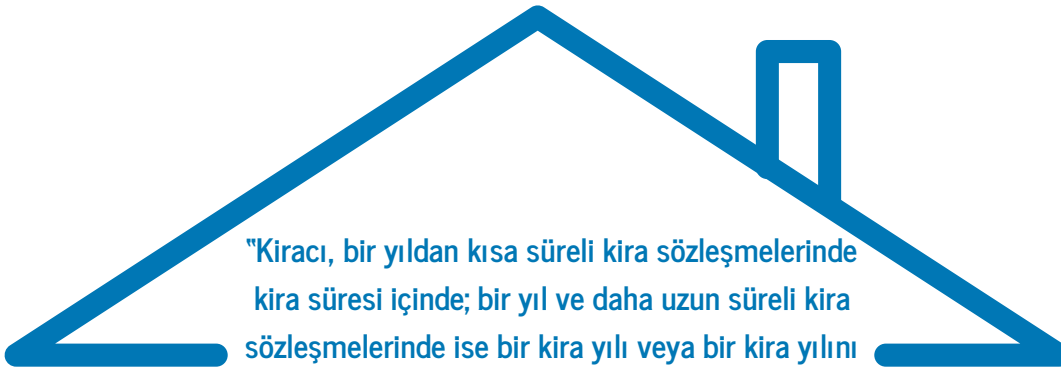 “Kiracı, bir yıldan kısa süreli kira sözleşmelerinde
kira süresi içinde; bir yıl ve daha uzun süreli kira
sözleşmelerinde ise bir kira yılı veya bir kira yılını